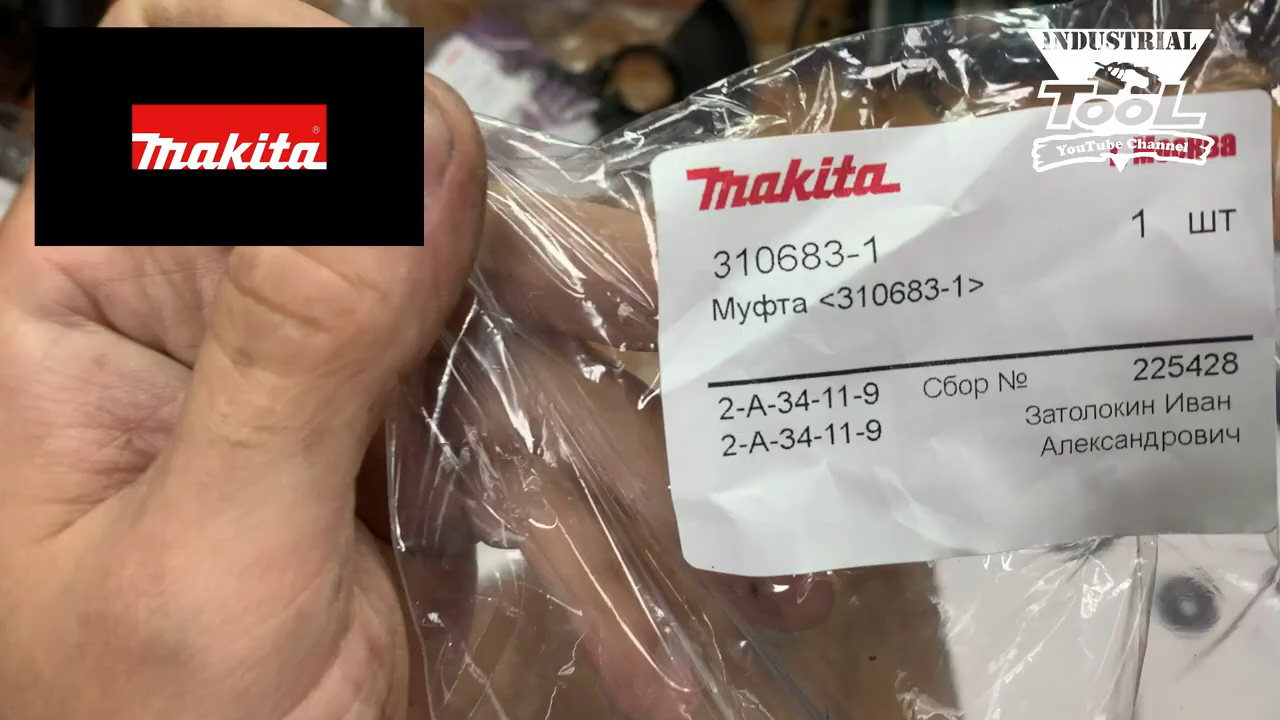 makita
INDUSTRIAL
TOOL
YouTube Channel
makita
1 шт
310683-1
Муфта <310683-1>
2-A-34-11-9 Сбор № 225428
2-A-34-11-9 Затолокин Иван
Александрович